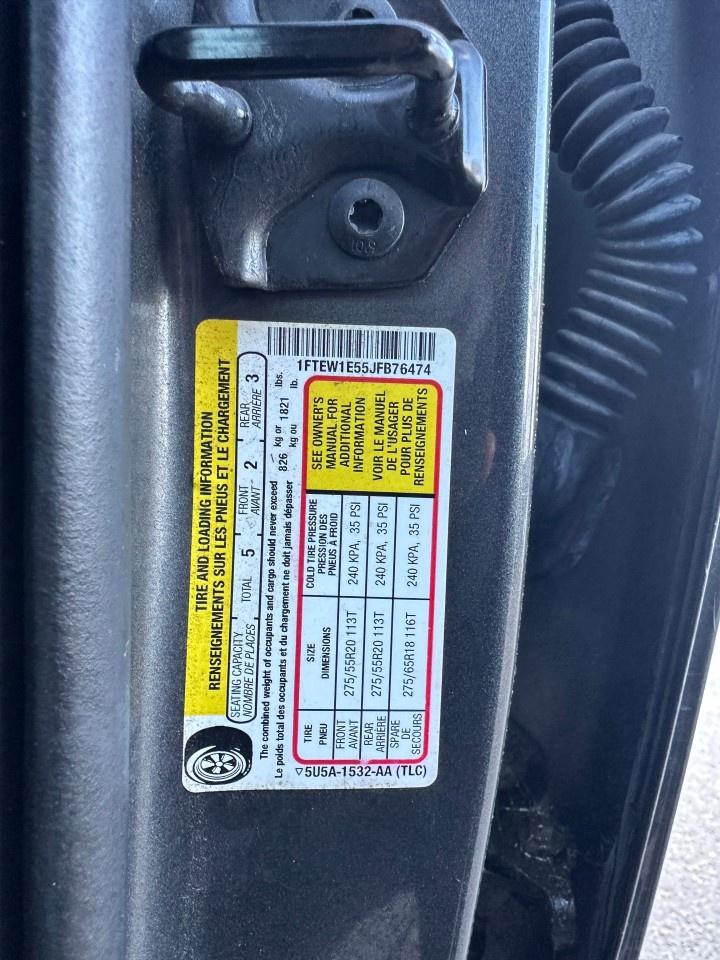 TIRE AND LOADING INFORMATION
RENSEIGNEMENTS SUR LES PNEUS ET LE CHARGEMENT
SEATING CAPACITY TOTAL 5 FRONT 2 REAR 3
NOMBRE DE PLACES AVANT ARRIÈRE
The combined weight of occupants and cargo should never exceed 826 kg or 1821 lbs.
Le poids total des occupants et du chargement ne doit jamais dépasser kg ou lb.
TIRE SIZE COLD TIRE PRESSURE
PNEU DIMENSIONS PRESSION DES
PNEUS À FROID
FRONT 275/55R20 113T 240 KPA, 35 PSI
AVANT
REAR 275/55R20 113T 240 KPA, 35 PSI
ARRIÈRE
SPARE 275/65R18 116T 240 KPA, 35 PSI
DE
SECOURS
SEE OWNER'S
MANUAL FOR
ADDITIONAL
INFORMATION
VOIR LE MANUEL
DE L'USAGER
POUR PLUS DE
RENSEIGNEMENTS
5U5A-1532-AA (TLC)
1FTEW1E55JFB76474